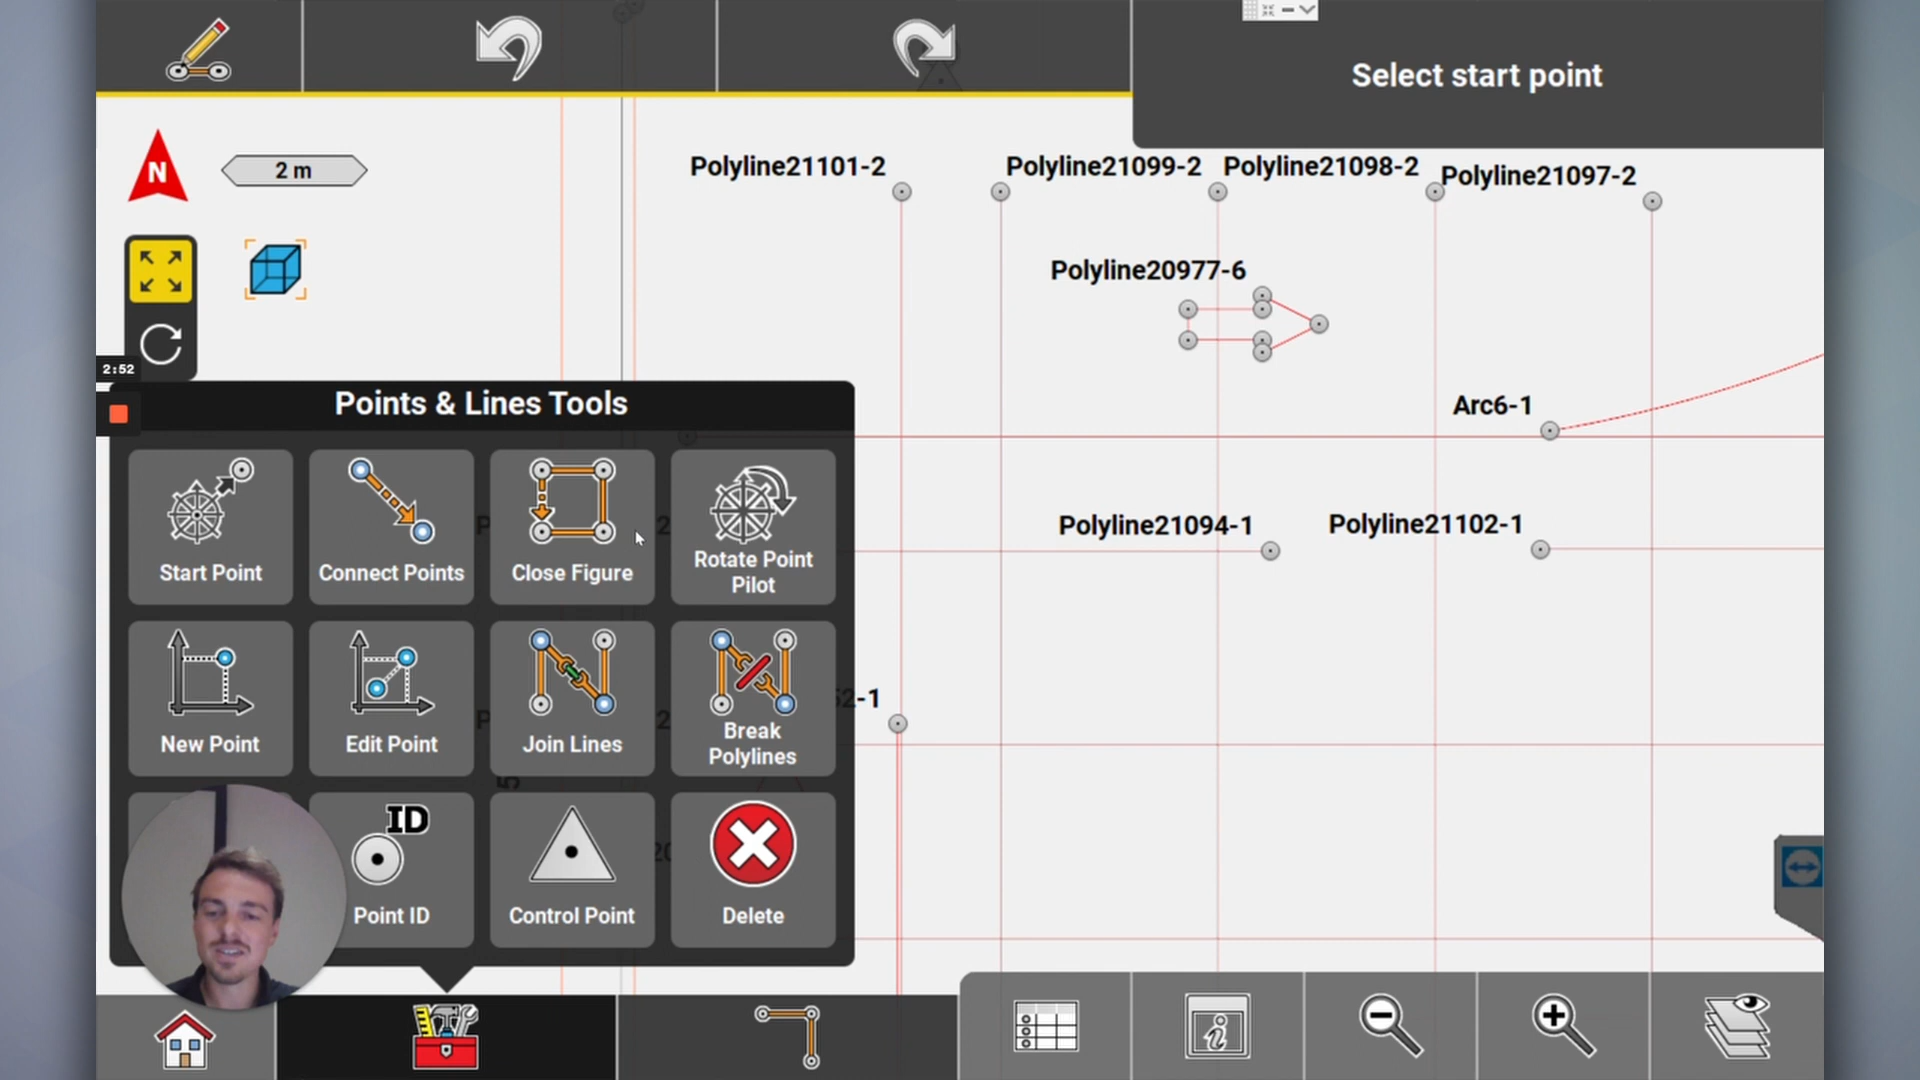 Select start point
N
2 m
Polyline21101-2
Polyline21099-2
Polyline21098-2
Polyline21097-2
Polyline20977-6
2:52
Points & Lines Tools
Arc6-1
Start Point
Connect Points
Close Figure
Rotate Point
Pilot
Polyline21094-1
Polyline21102-1
New Point
Edit Point
Join Lines
Break
Polylines
52-1
ID
Point ID
Control Point
Delete